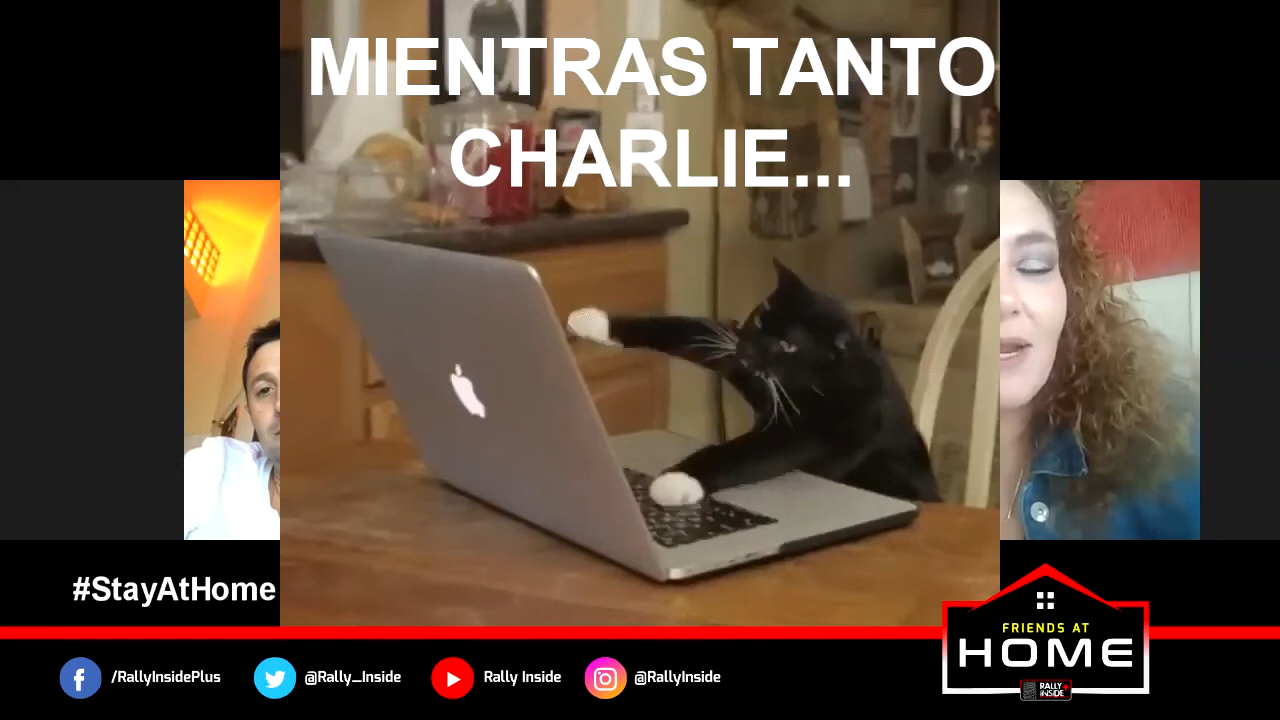 MIENTRAS TANTO
CHARLIE...
#StayAtHome
FRIENDS AT
HOME
RALLY
INSIDE
/RallyInsidePlus
@Rally_Inside
Rally Inside
@RallyInside